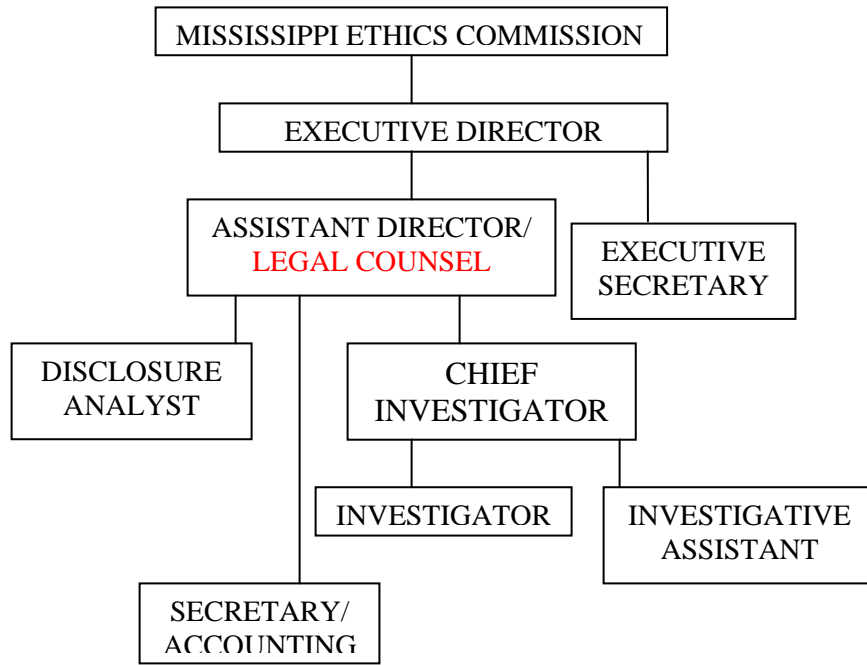 MISSISSIPPI ETHICS COMMISSION
EXECUTIVE DIRECTOR
ASSISTANT DIRECTOR/
LEGAL COUNSEL
EXECUTIVE
SECRETARY
DISCLOSURE
ANALYST
CHIEF
INVESTIGATOR
INVESTIGATOR
INVESTIGATIVE
ASSISTANT
SECRETARY/
ACCOUNTING